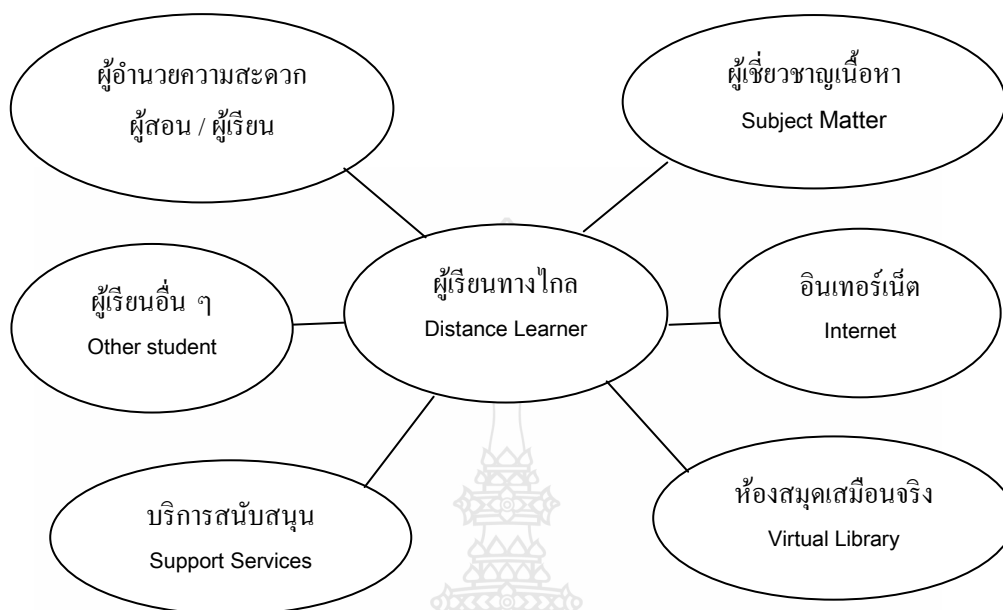 ผู้อำนวยความสะดวก
ผู้สอน / ผู้เรียน
ผู้เชี่ยวชาญเนื้อหา
Subject Matter
ผู้เรียนอื่น ๆ
Other student
ผู้เรียนทางไกล
Distance Learner
อินเทอร์เน็ต
Internet
บริการสนับสนุน
Support Services
ห้องสมุดเสมือนจริง
Virtual Library